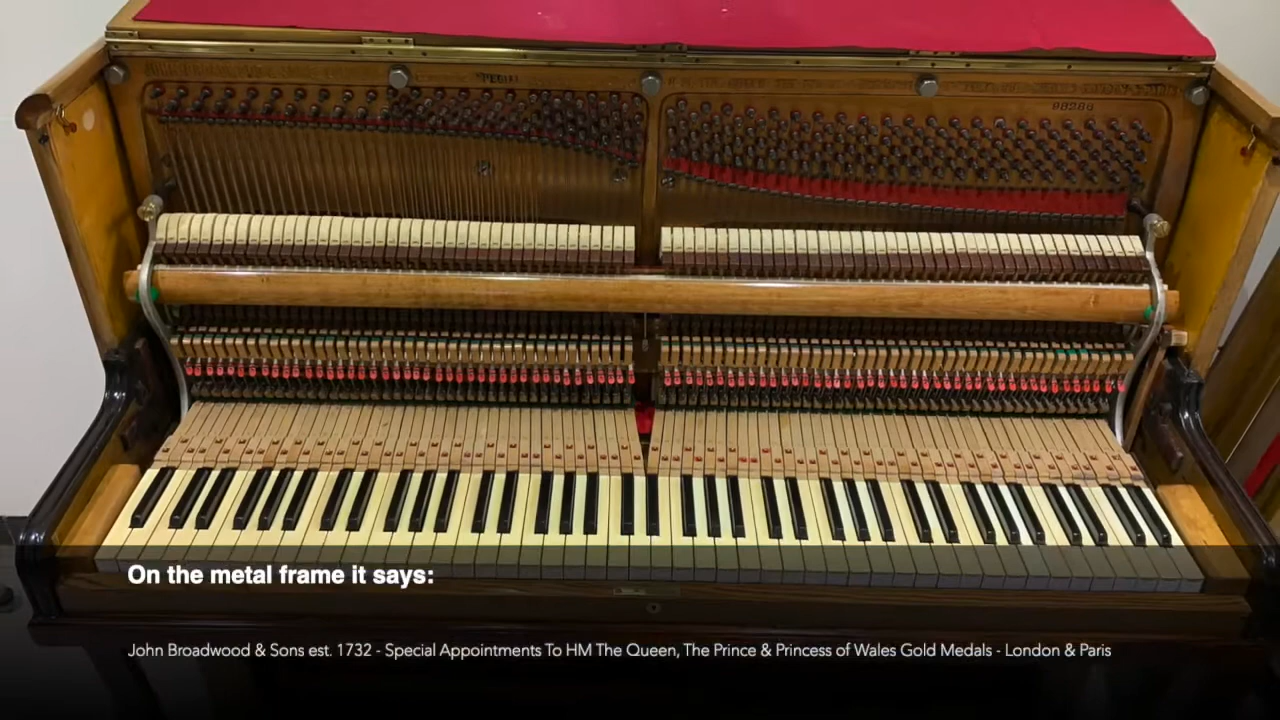 98286
On the metal frame it says:
John Broadwood & Sons est. 1732 - Special Appointments To HM The Queen, The Prince & Princess of Wales Gold Medals - London & Paris